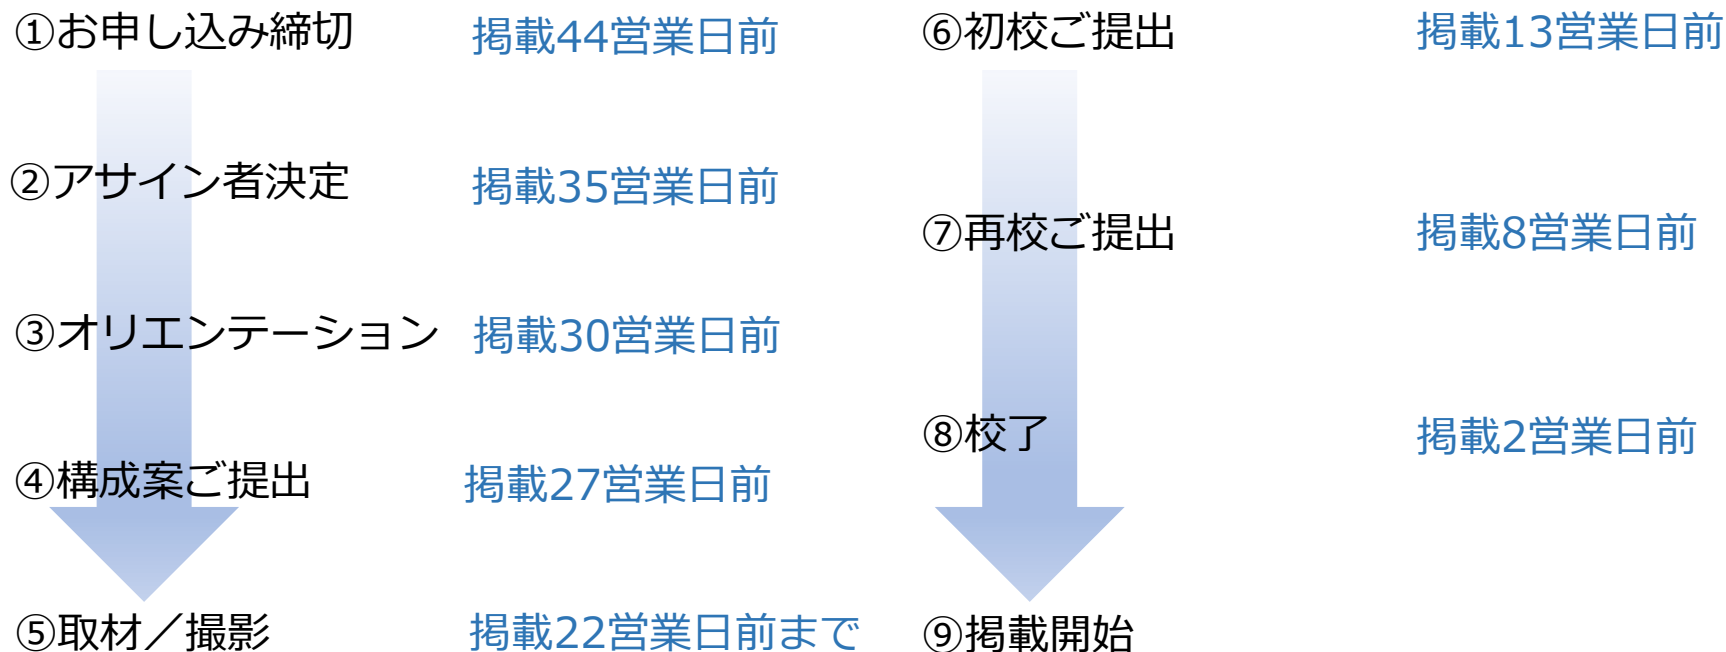 ①お申し込み締切 掲載44営業日前
②アサイン者決定 掲載35営業日前
③オリエンテーション 掲載30営業日前
④構成案ご提出 掲載27営業日前
⑤取材／撮影 掲載22営業日前まで
⑥初校ご提出 掲載13営業日前
⑦再校ご提出 掲載8営業日前
⑧校了 掲載2営業日前
⑨掲載開始